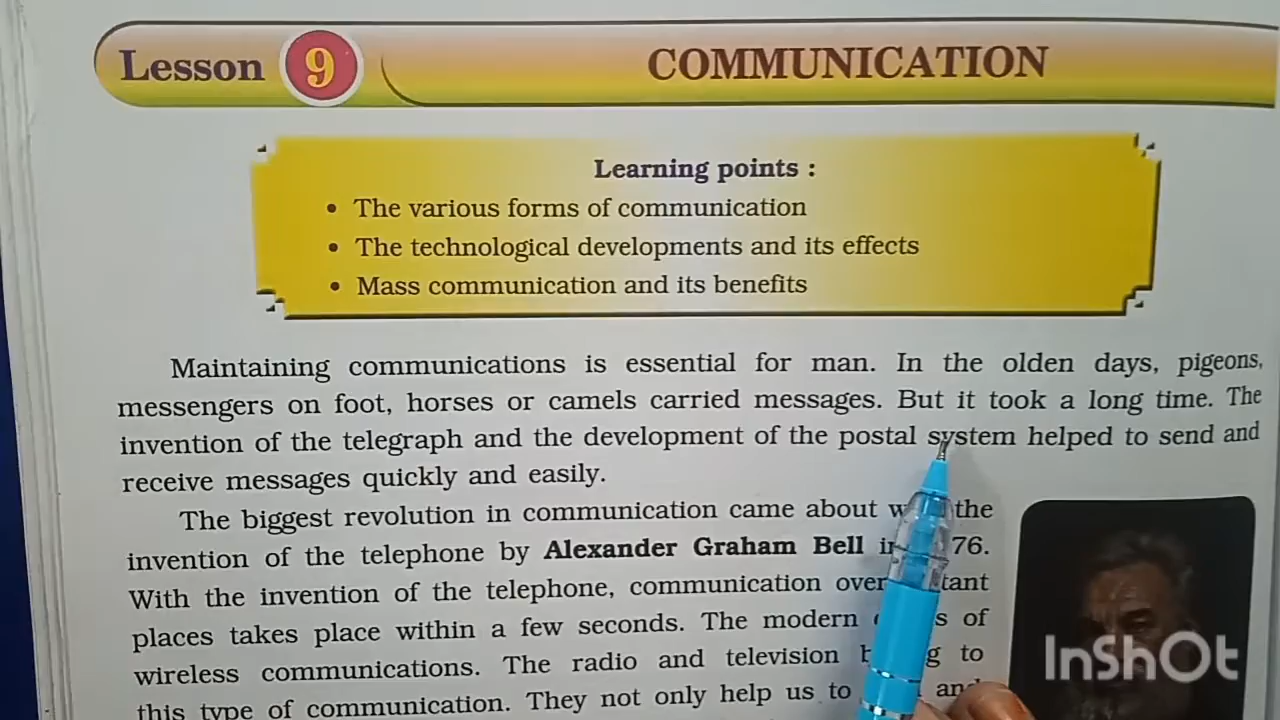 Lesson 9 COMMUNICATION
Learning points :
• The various forms of communication
• The technological developments and its effects
• Mass communication and its benefits
Maintaining communications is essential for man. In the olden days, pigeons,
messengers on foot, horses or camels carried messages. But it took a long time. The
invention of the telegraph and the development of the postal system helped to send and
receive messages quickly and easily.
The biggest revolution in communication came about the
invention of the telephone by Alexander Graham Bell 76.
With the invention of the telephone, communication over
places takes place within a few seconds. The modern of
wireless communications. The radio and television to
this type of communication. They not only help us to and
InShOt